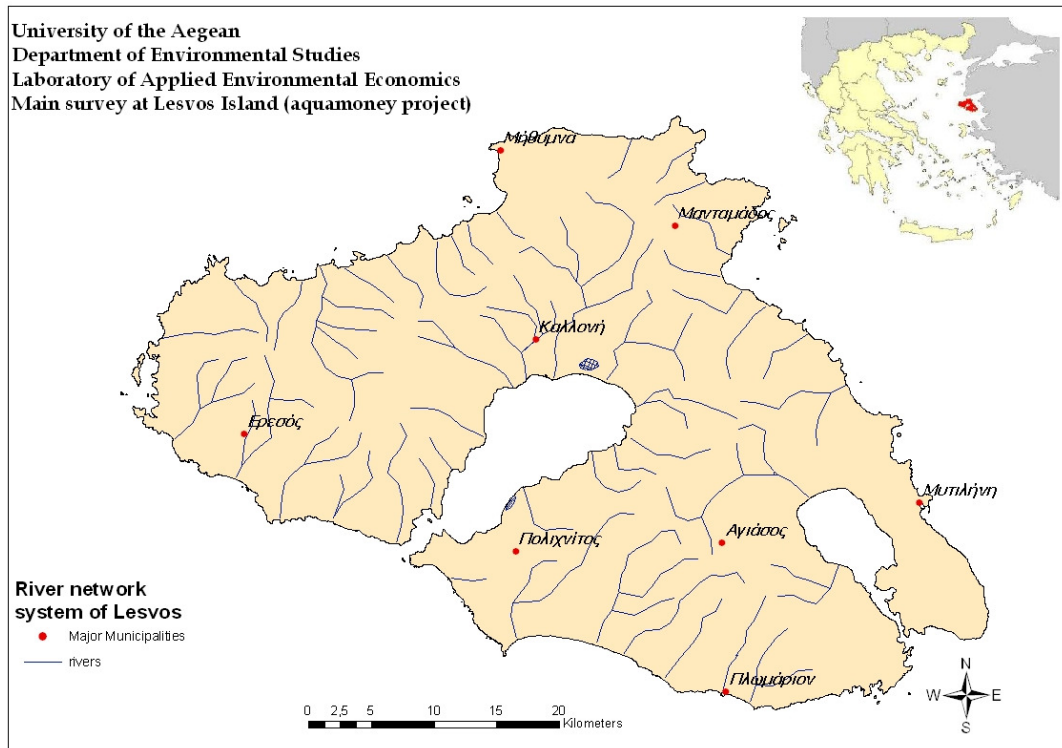 University of the Aegean
Department of Environmental Studies
Laboratory of Applied Environmental Economics
Main survey at Lesvos Island (aquamoney project)
Μήθυμνα
Μανταμάδος
Καλλονή
Ερεσός
Μυτιλήνη
Αγιάσος
Πολιχνίτος
Πλωμάριον
River network
system of Lesvos
Major Municipalities
rivers
0 2,5 5 10 15 20
Kilometers
N
W E
S